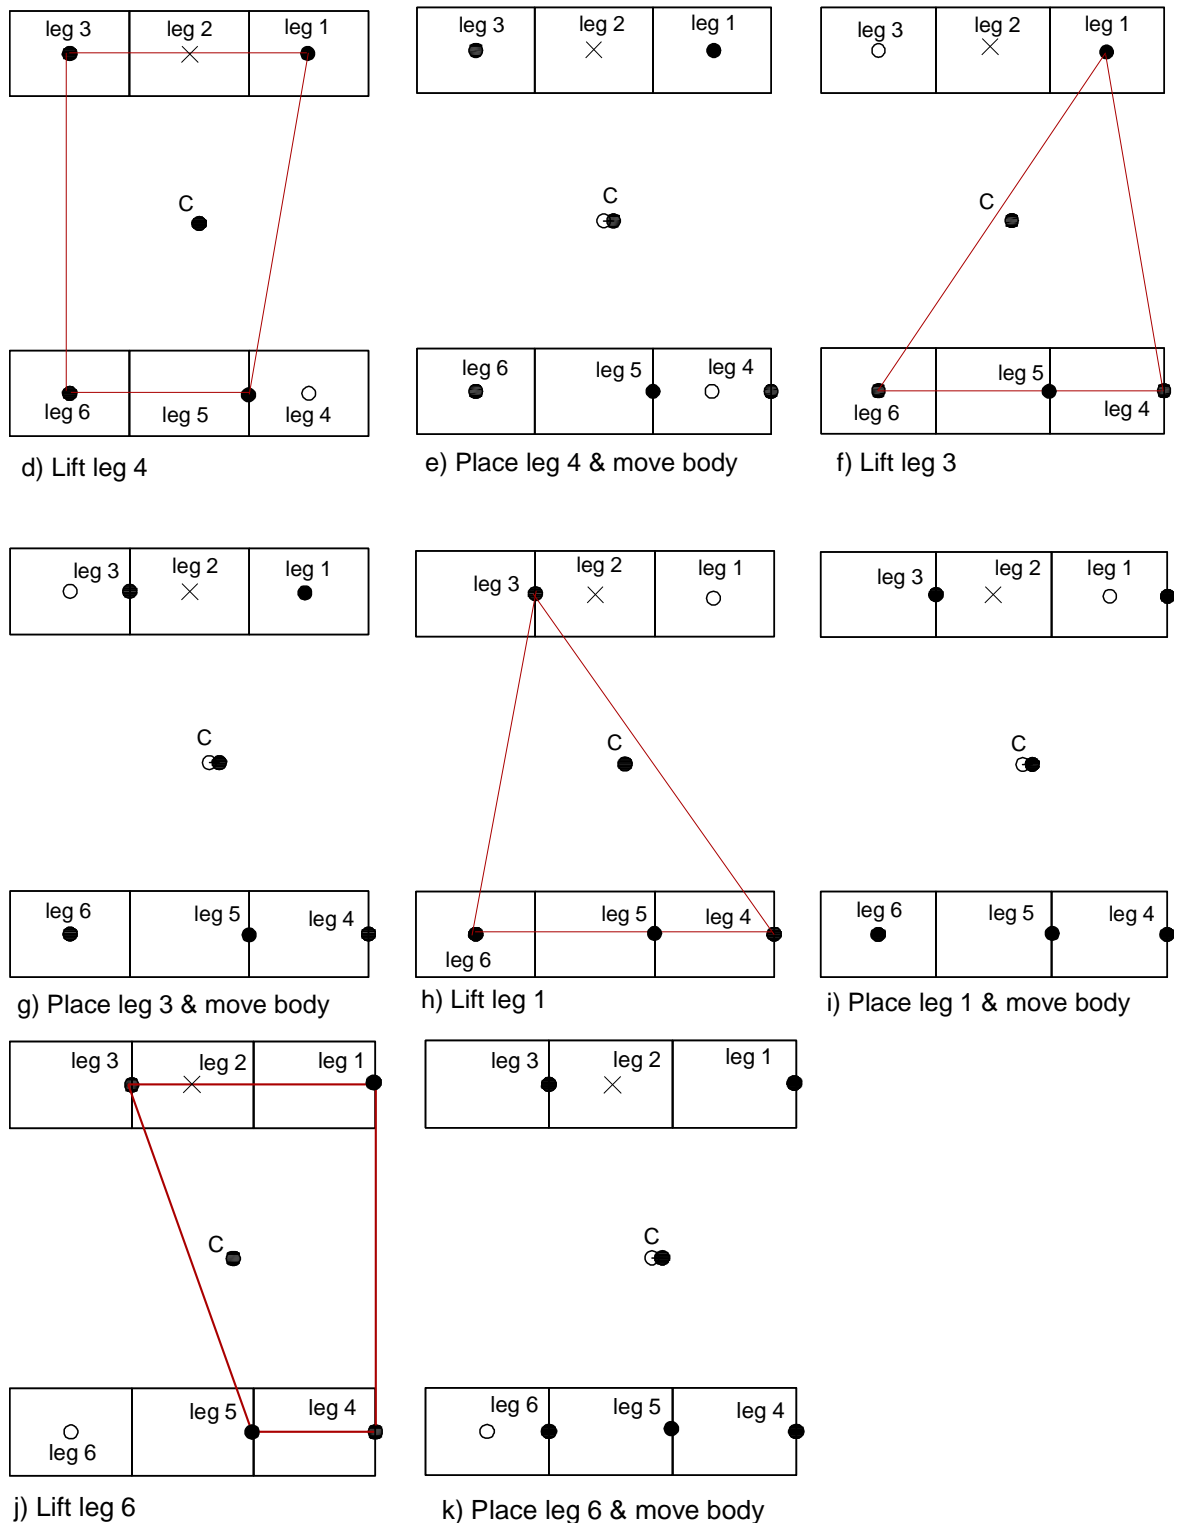 leg 3 leg 2 leg 1
C
leg 6 leg 5 leg 4
d) Lift leg 4
leg 3 leg 2 leg 1
C
leg 6 leg 5 leg 4
e) Place leg 4 & move body
leg 3 leg 2 leg 1
C
leg 6 leg 5 leg 4
f) Lift leg 3
leg 3 leg 2 leg 1
C
leg 6 leg 5 leg 4
g) Place leg 3 & move body
leg 3 leg 2 leg 1
C
leg 6 leg 5 leg 4
h) Lift leg 1
leg 3 leg 2 leg 1
C
leg 6 leg 5 leg 4
i) Place leg 1 & move body
leg 3 leg 2 leg 1
C
leg 6 leg 5 leg 4
j) Lift leg 6
leg 3 leg 2 leg 1
C
leg 6 leg 5 leg 4
k) Place leg 6 & move body